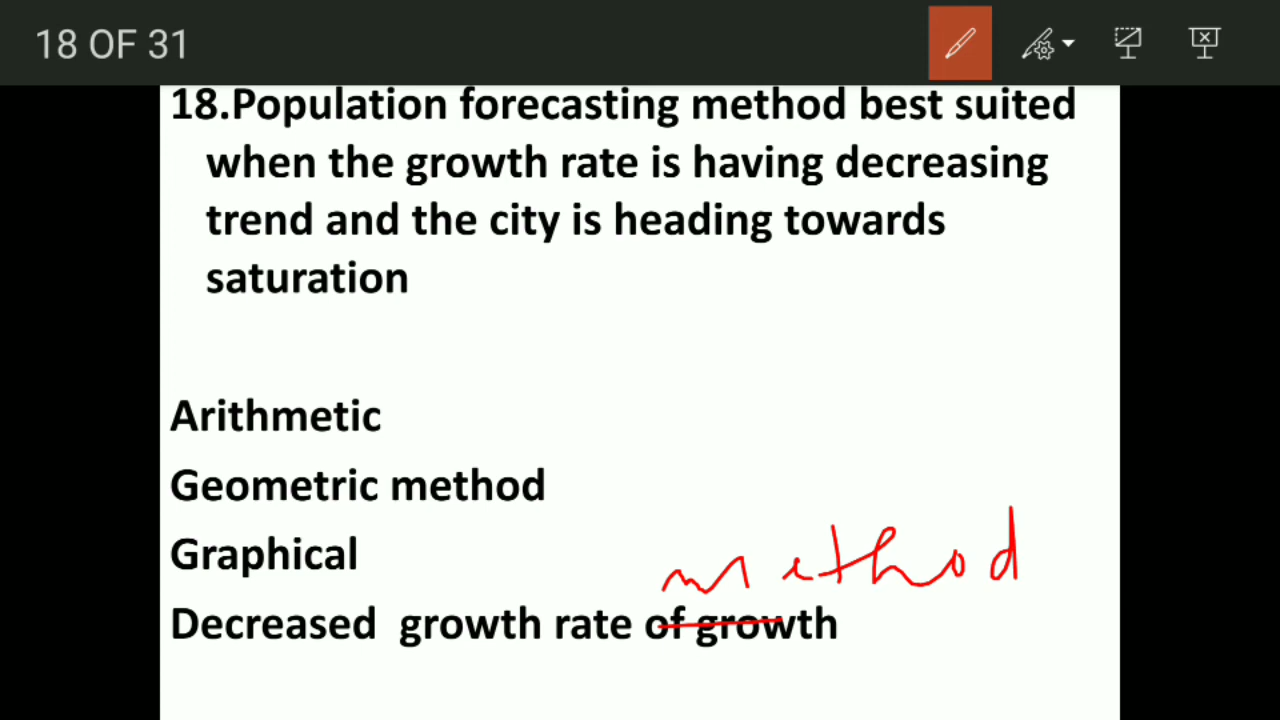 18 OF 31
18.Population forecasting method best suited
when the growth rate is having decreasing
trend and the city is heading towards
saturation
Arithmetic
Geometric method
Graphical
method
Decreased growth rate of growth